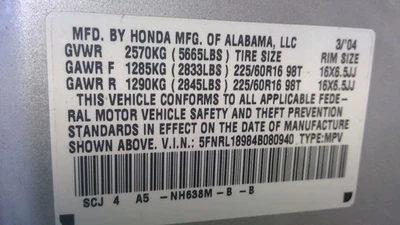 MFD. BY HONDA MFG. OF ALABAMA, LLC 3/'04
GVWR 2570KG (5665LBS) TIRE SIZE RIM SIZE
GAWR F 1285KG (2833LBS) 225/60R16 98T 16X6.5JJ
GAWR R 1290KG (2845LBS) 225/60R16 98T 16X6.5JJ
THIS VEHICLE CONFORMS TO ALL APPLICABLE FEDE-
RAL MOTOR VEHICLE SAFETY AND THEFT PREVENTION
STANDARDS IN EFFECT ON THE DATE OF MANUFACTURE
SHOWN ABOVE. V.I.N.: 5FNRL18984B080940 TYPE:MPV
SCJ 4 A5 -NH638M-B -B